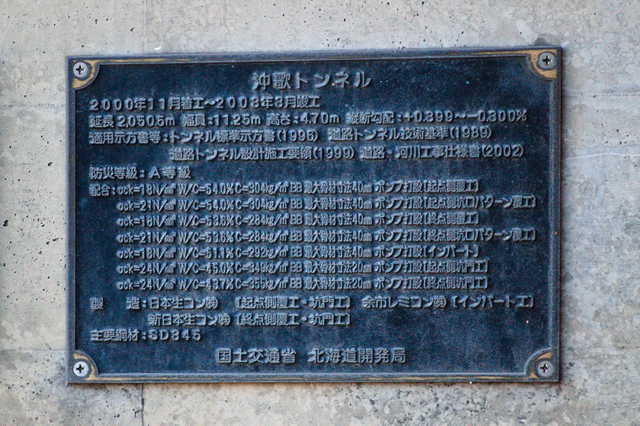 沖歌トンネル
2000年11月着工〜2003年3月竣工
延長2,050.5m 幅員:11.25m 高さ:4.70m 縦断勾配:+0.399〜−0.300%
適用示方書等:トンネル標準示方書(1996) 道路トンネル技術基準(1989)
道路トンネル設計施工要領(1999) 道路・河川工事仕様書(2002)
防災等級:A等級
配合:σck=18N/㎟ W/C=54.0% C=304kg/㎥ BB 最大骨材寸法40㎜ ポンプ打設[起点側覆工]
σck=21N/㎟ W/C=54.0% C=304kg/㎥ BB 最大骨材寸法40㎜ ポンプ打設[起点側坑口パターン覆工]
σck=18N/㎟ W/C=53.6% C=284kg/㎥ BB 最大骨材寸法40㎜ ポンプ打設[終点側覆工]
σck=21N/㎟ W/C=53.6% C=284kg/㎥ BB 最大骨材寸法40㎜ ポンプ打設[終点側坑口パターン覆工]
σck=18N/㎟ W/C=51.1% C=292kg/㎥ BB 最大骨材寸法40㎜ ポンプ打設[インバート]
σck=24N/㎟ W/C=45.0% C=349kg/㎥ BB 最大骨材寸法20㎜ ポンプ打設[起点側坑門工]
σck=24N/㎟ W/C=43.7% C=355kg/㎥ BB 最大骨材寸法20㎜ ポンプ打設[終点側坑門工]
製 造:日本生コン㈱ [起点側覆工・坑門工] 余市レミコン㈱[インバート工]
新日本生コン㈱[終点側覆工・坑門工]
主要鋼材:SD345
国土交通省 北海道開発局